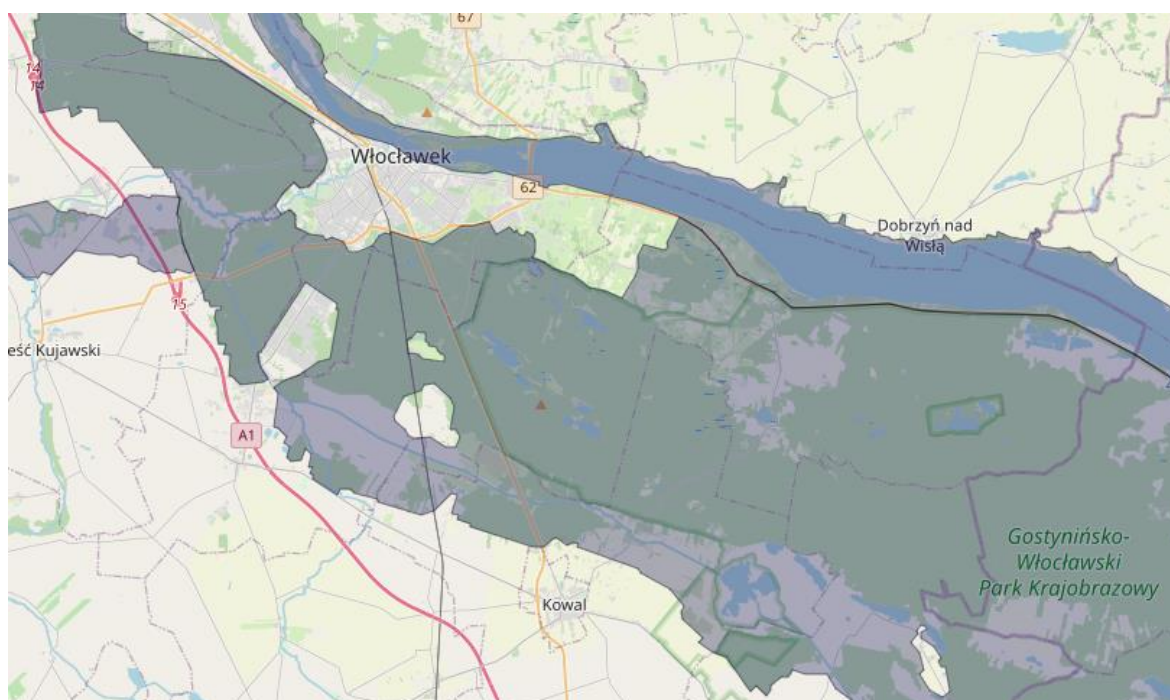 67
14
14
Włocławek
62
Dobrzyń nad
Wisłą
15
eść Kujawski
A1
Gostynińsko-
Włocławski
Park Krajobrazowy
Kowal